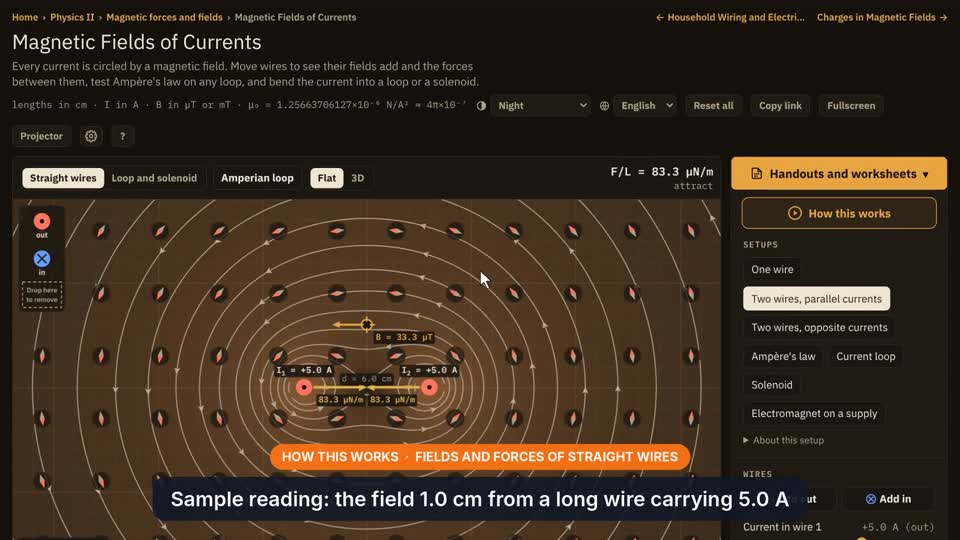 Home › Physics II › Magnetic forces and fields › Magnetic Fields of Currents
← Household Wiring and Electri... Charges in Magnetic Fields →
Magnetic Fields of Currents
Every current is circled by a magnetic field. Move wires to see their fields add and the forces
between them, test Ampère's law on any loop, and bend the current into a loop or a solenoid.
lengths in cm · I in A · B in µT or mT · µ₀ = 1.25663706127×10⁻⁶ N/A² ≈ 4π×10⁻⁷
Night English Reset all Copy link Fullscreen
Projector ?
Straight wires Loop and solenoid Amperian loop Flat 3D
F/L = 83.3 µN/m
attract
Handouts and worksheets ▾
How this works
out
in
Drop here
to remove
SETUPS
One wire
Two wires, parallel currents
Two wires, opposite currents
Ampère's law Current loop
Solenoid
Electromagnet on a supply
▸ About this setup
B = 33.3 µT
I₁ = +5.0 A I₂ = +5.0 A
d = 6.0 cm
83.3 µN/m 83.3 µN/m
HOW THIS WORKS · FIELDS AND FORCES OF STRAIGHT WIRES
Sample reading: the field 1.0 cm from a long wire carrying 5.0 A
WIRES
out Add in
Current in wire 1 +5.0 A (out)